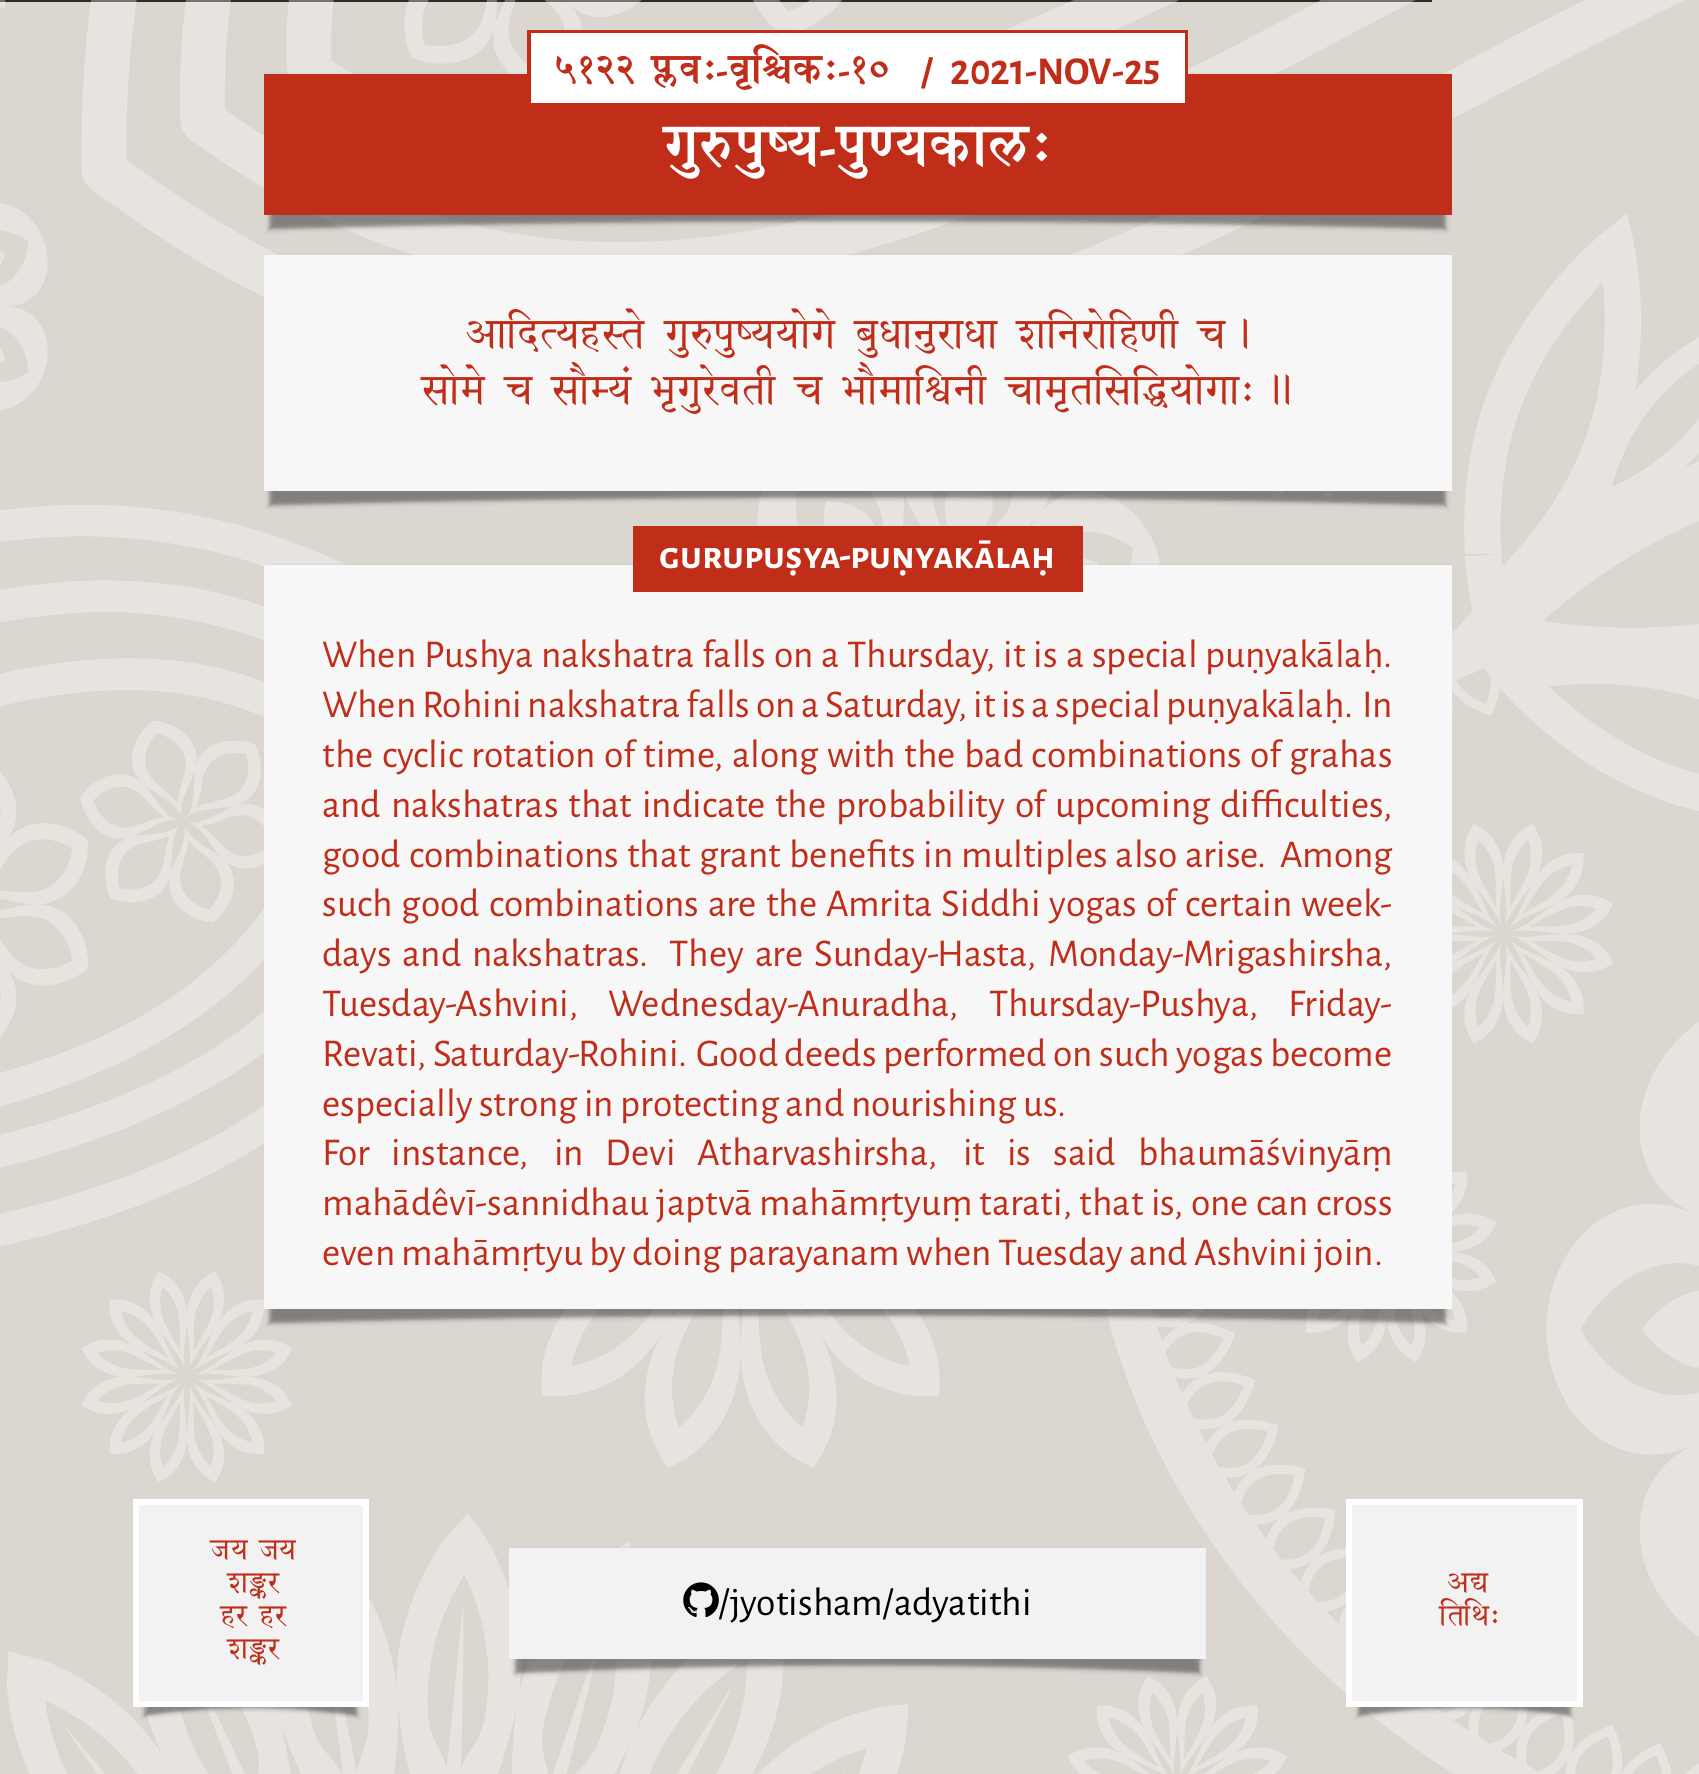 ५१२२ प्लवः-वृश्चिकः-१० / 2021-NOV-25
गुरुपुष्य-पुण्यकालः
आदित्यहस्ते गुरुपुष्ययोगे बुधानुराधा शनिरोहिणी च ।
सोमे च सौम्यं भृगुरेवती च भौमाश्विनी चामृतसिद्धियोगाः ॥
GURUPUṢYA-PUṆYAKĀLAḤ
When Pushya nakshatra falls on a Thursday, it is a special puṇyakālaḥ.
When Rohini nakshatra falls on a Saturday, it is a special puṇyakālaḥ. In
the cyclic rotation of time, along with the bad combinations of grahas
and nakshatras that indicate the probability of upcoming difficulties,
good combinations that grant benefits in multiples also arise. Among
such good combinations are the Amrita Siddhi yogas of certain week-
days and nakshatras. They are Sunday-Hasta, Monday-Mrigashirsha,
Tuesday-Ashvini, Wednesday-Anuradha, Thursday-Pushya, Friday-
Revati, Saturday-Rohini. Good deeds performed on such yogas become
especially strong in protecting and nourishing us.
For instance, in Devi Atharvashirsha, it is said bhaumāśvinyāṃ
mahādêvī-sannidhau japtvā mahāmṛtyuṃ tarati, that is, one can cross
even mahāmṛtyu by doing parayanam when Tuesday and Ashvini join.
जय जय
शङ्कर
हर हर
शङ्कर
/jyotisham/adyatithi
अद्य
तिथिः